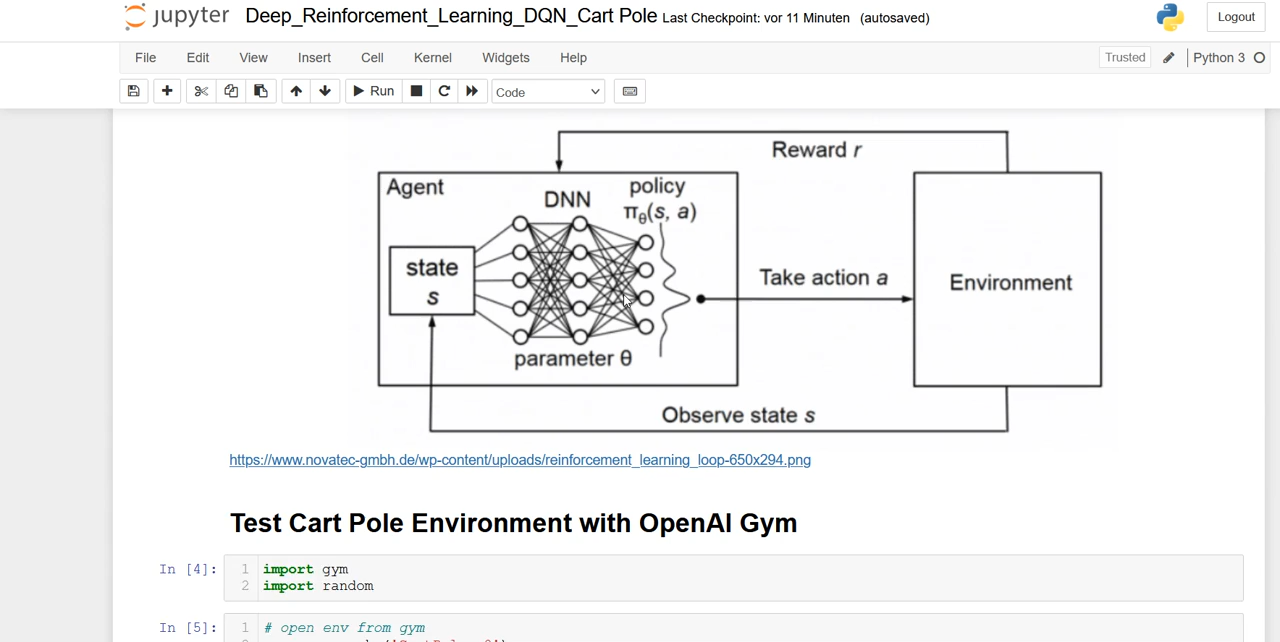 jupyter Deep_Reinforcement_Learning_DQN_Cart Pole Last Checkpoint: vor 11 Minuten (autosaved)
Logout
File Edit View Insert Cell Kernel Widgets Help
Trusted Python 3
Run Code
Reward r
Agent
DNN
policy
πθ(s, a)
state
s
Take action a
Environment
parameter θ
Observe state s
https://www.novatec-gmbh.de/wp-content/uploads/reinforcement_learning_loop-650x294.png
Test Cart Pole Environment with OpenAI Gym
In [4]: 1 import gym
2 import random
In [5]: 1 # open env from gym